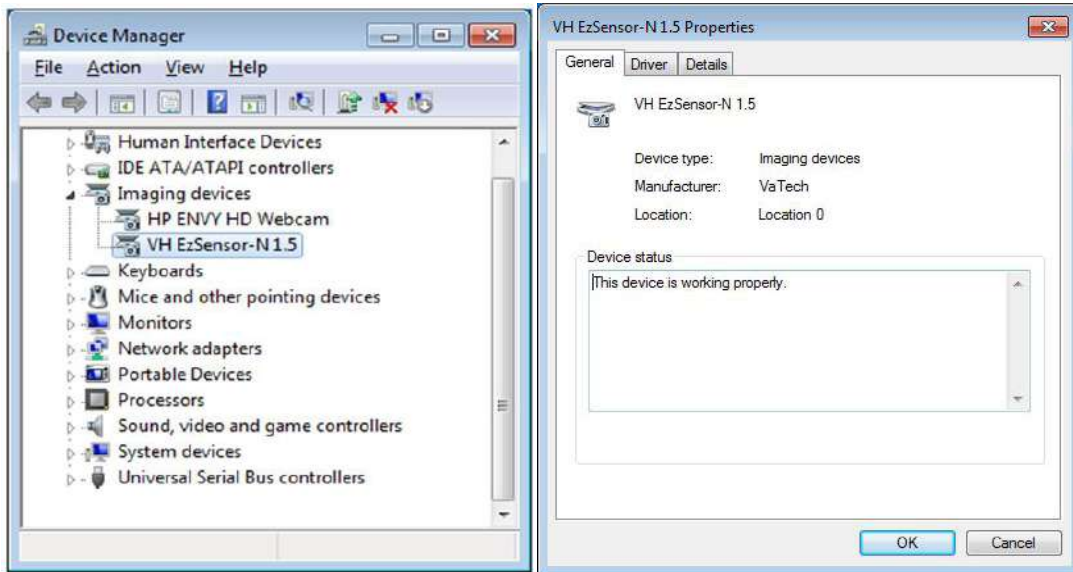 Device Manager
File Action View Help
Human Interface Devices
IDE ATA/ATAPI controllers
Imaging devices
HP ENVY HD Webcam
VH EzSensor-N 1.5
Keyboards
Mice and other pointing devices
Monitors
Network adapters
Portable Devices
Processors
Sound, video and game controllers
System devices
Universal Serial Bus controllers
VH EzSensor-N 1.5 Properties
General Driver Details
VH EzSensor-N 1.5
Device type: Imaging devices
Manufacturer: VaTech
Location: Location 0
Device status
This device is working properly.
OK Cancel